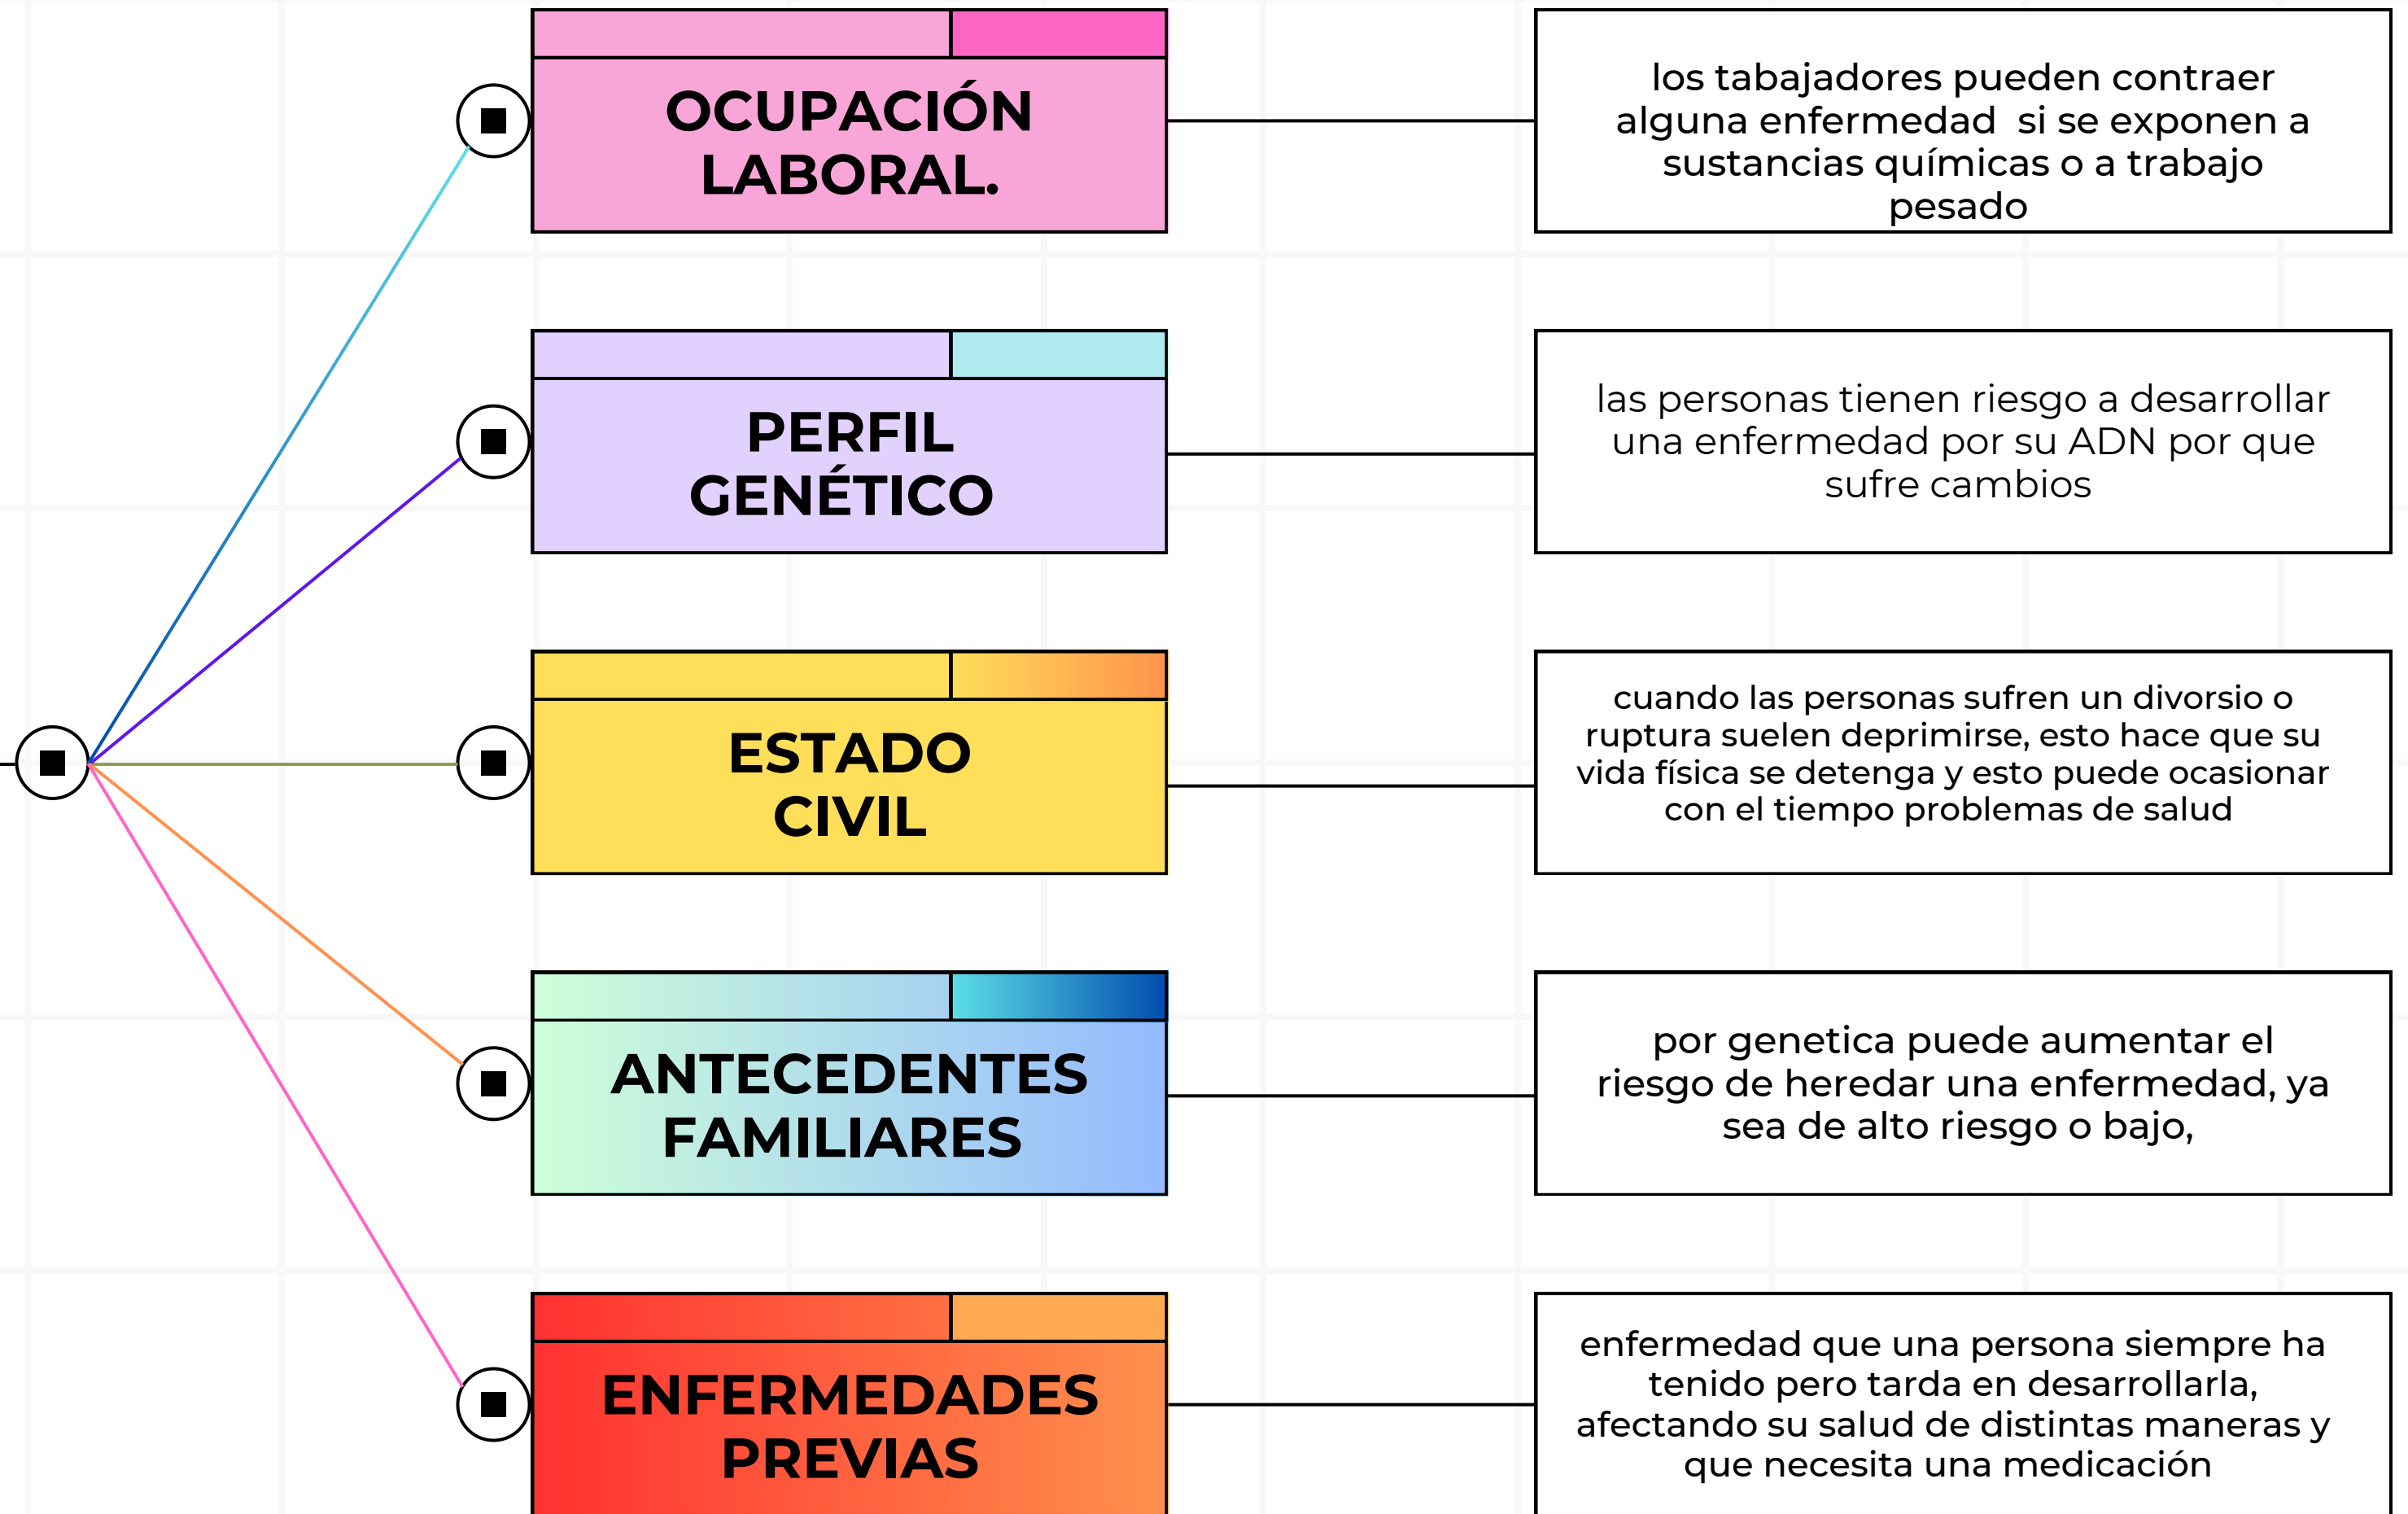 OCUPACIÓN
LABORAL.
los tabajadores pueden contraer
alguna enfermedad  si se exponen a
sustancias químicas o a trabajo
pesado
PERFIL
GENÉTICO
las personas tienen riesgo a desarrollar
una enfermedad por su ADN por que
sufre cambios
ESTADO
CIVIL
cuando las personas sufren un divorsio o
ruptura suelen deprimirse, esto hace que su
vida física se detenga y esto puede ocasionar
con el tiempo problemas de salud
ANTECEDENTES
FAMILIARES
por genetica puede aumentar el
riesgo de heredar una enfermedad, ya
sea de alto riesgo o bajo,
ENFERMEDADES
PREVIAS
enfermedad que una persona siempre ha
tenido pero tarda en desarrollarla,
afectando su salud de distintas maneras y
que necesita una medicación